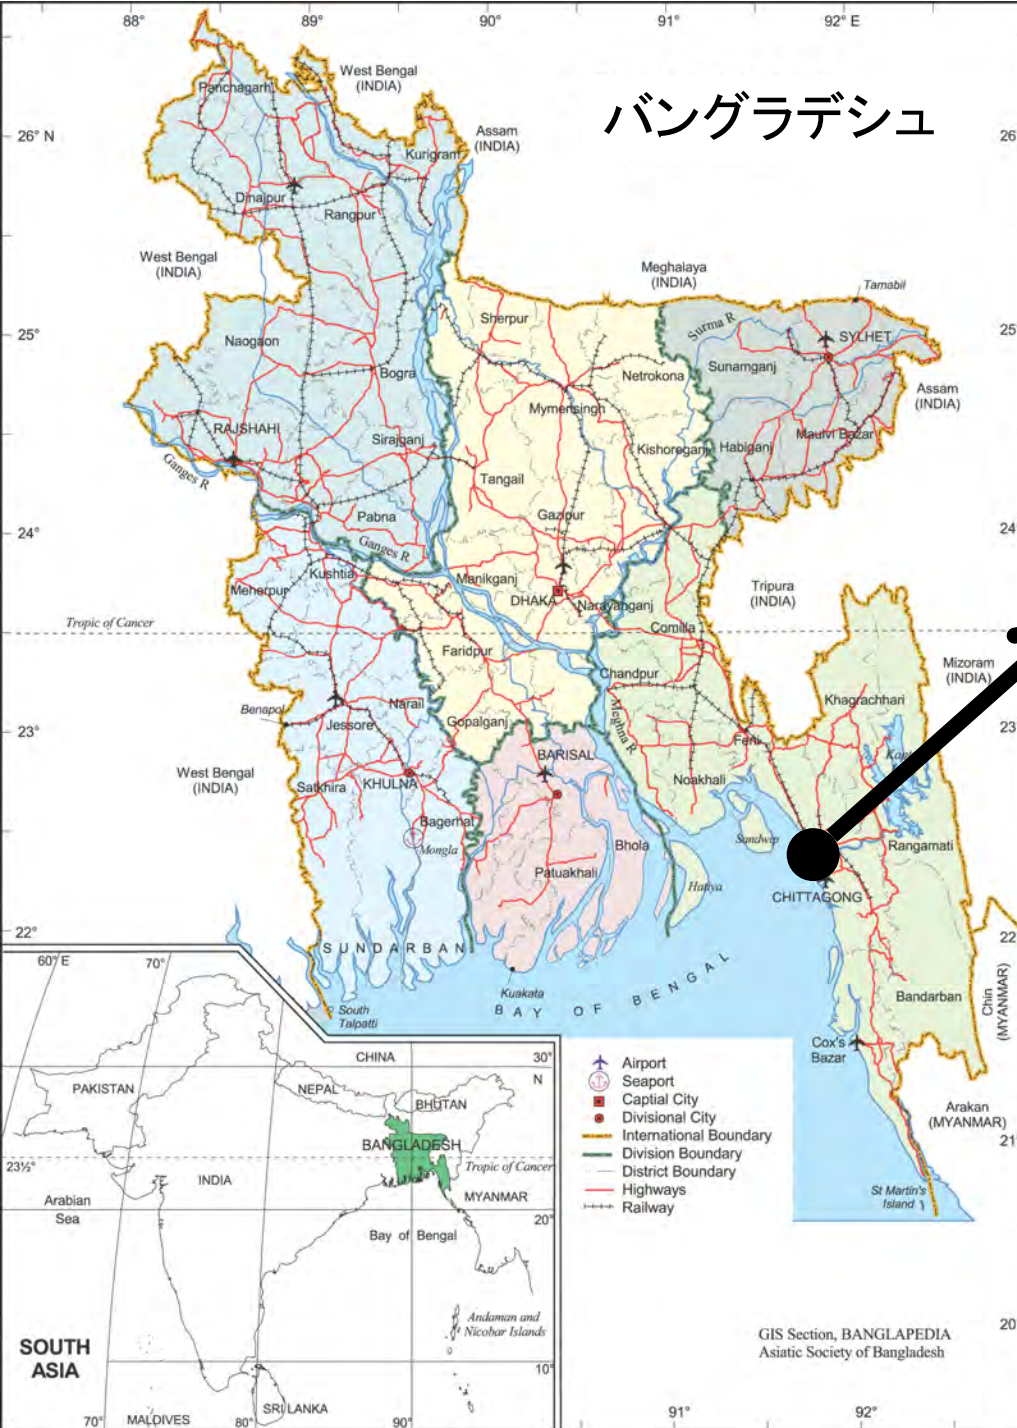 88°
89°
90°
91°
92° E
バングラデシュ
West Bengal
(INDIA)
Panchagarh
26° N
26°
Assam
(INDIA)
Kurigram
Dinajpur
Rangpur
West Bengal
(INDIA)
Meghalaya
(INDIA)
Tamabil
Sherpur
Surma R
25°
25°
SYLHET
Naogaon
Sunamganj
Bogra
Netrokona
Assam
(INDIA)
Mymensingh
RAJSHAHI
Sirajganj
Maulvi Bazar
Habiganj
Kishoreganj
Ganges R
Tangail
Pabna
Gazipur
24°
24°
Ganges R
Kushtia
Manikganj
Meherpur
DHAKA
Narayanganj
Tripura
(INDIA)
Tropic of Cancer
Comilla
Faridpur
Mizoram
(INDIA)
Chandpur
Khagrachhari
Benapol
Narail
Jessore
Gopalganj
Meghna R
23°
23°
Feni
BARISAL
West Bengal
(INDIA)
Satkhira
KHULNA
Noakhali
Bagerhat
Mongla
Sandwip
Bhola
Rangamati
Patuakhali
Hatiya
CHITTAGONG
22°
22°
SUNDARBAN
Kuakata
BAY OF BENGAL
Bandarban
Chin
(MYANMAR)
South
Talpatti
Cox's
Bazar
Arakan
(MYANMAR)
St Martin's
Island
Airport
Seaport
Captial City
Divisional City
International Boundary
Division Boundary
District Boundary
Highways
Railway
60° E
70°
CHINA
30°
N
PAKISTAN
NEPAL
BHUTAN
BANGLADESH
23½°
Tropic of Cancer
INDIA
MYANMAR
Arabian
Sea
20°
Bay of Bengal
Andaman and
Nicobar Islands
SOUTH
ASIA
10°
SRI LANKA
MALDIVES
70°
80°
90°
GIS Section, BANGLAPEDIA
Asiatic Society of Bangladesh
20°
91°
92°